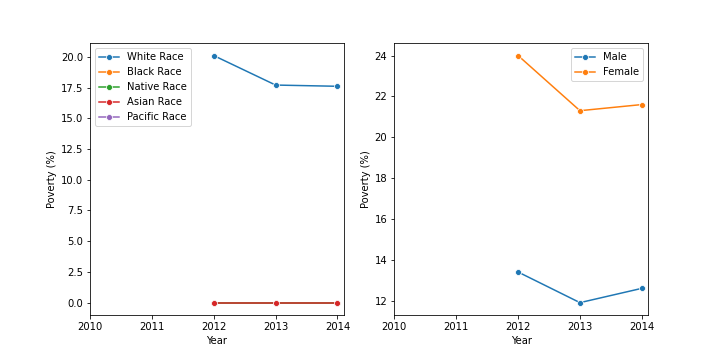 White Race
Black Race
Native Race
Asian Race
Pacific Race
20.0
17.5
15.0
12.5
10.0
7.5
5.0
2.5
0.0
Poverty (%)
2010 2011 2012 2013 2014
Year
Male
Female
24
22
20
18
16
14
12
Poverty (%)
2010 2011 2012 2013 2014
Year